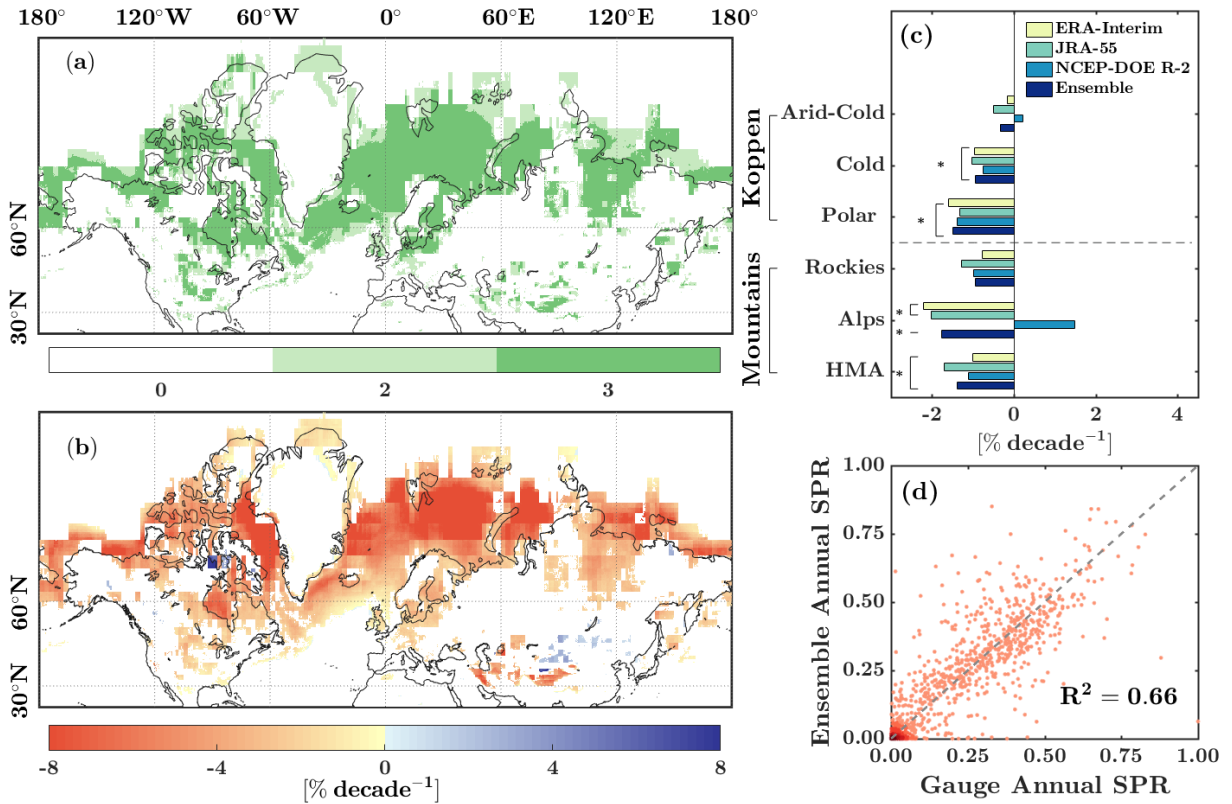 180° 120°W 60°W 0° 60°E 120°E 180°
(a)
60°N
30°N
0 2 3
(b)
60°N
30°N
-8 -4 0 4 8
[% decade⁻¹]
(c)
ERA-Interim
JRA-55
NCEP-DOE R-2
Ensemble
Koppen
Arid-Cold
Cold
*
Polar
*
Mountains
Rockies
Alps
*
*
HMA
*
-2 0 2 4
[% decade⁻¹]
(d)
Ensemble Annual SPR
1.00
0.75
0.50
0.25
0.00
R² = 0.66
0.00 0.25 0.50 0.75 1.00
Gauge Annual SPR